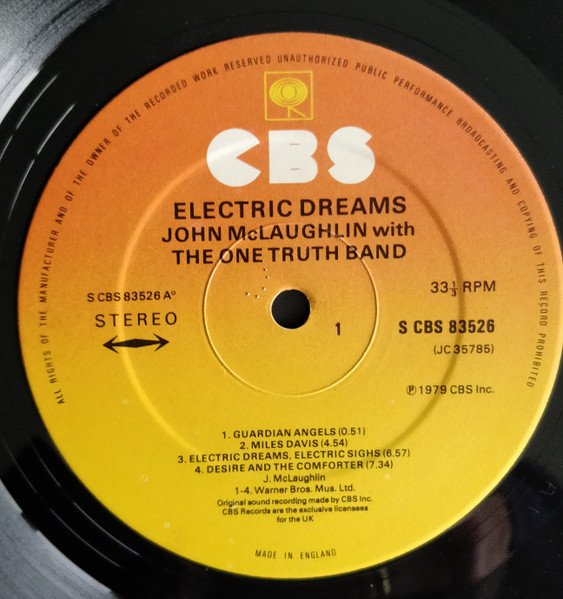 ALL RIGHTS OF THE MANUFACTURER AND OF THE OWNER OF THE RECORDED WORK RESERVED UNAUTHORIZED PUBLIC PERFORMANCE BROADCASTING AND COPYING OF THIS RECORD PROHIBITED
CBS
ELECTRIC DREAMS
JOHN McLAUGHLIN with
THE ONE TRUTH BAND
S CBS 83526 Aº
STEREO
33⅓ RPM
1
S CBS 83526
(JC 35785)
Ⓟ 1979 CBS Inc.
1. GUARDIAN ANGELS (0.51)
2. MILES DAVIS (4.54)
3. ELECTRIC DREAMS, ELECTRIC SIGHS (6.57)
4. DESIRE AND THE COMFORTER (7.34)
J. McLaughlin
1-4. Warner Bros. Mus. Ltd.
Original sound recording made by CBS Inc.
CBS Records are the exclusive licensees
for the UK
MADE IN ENGLAND